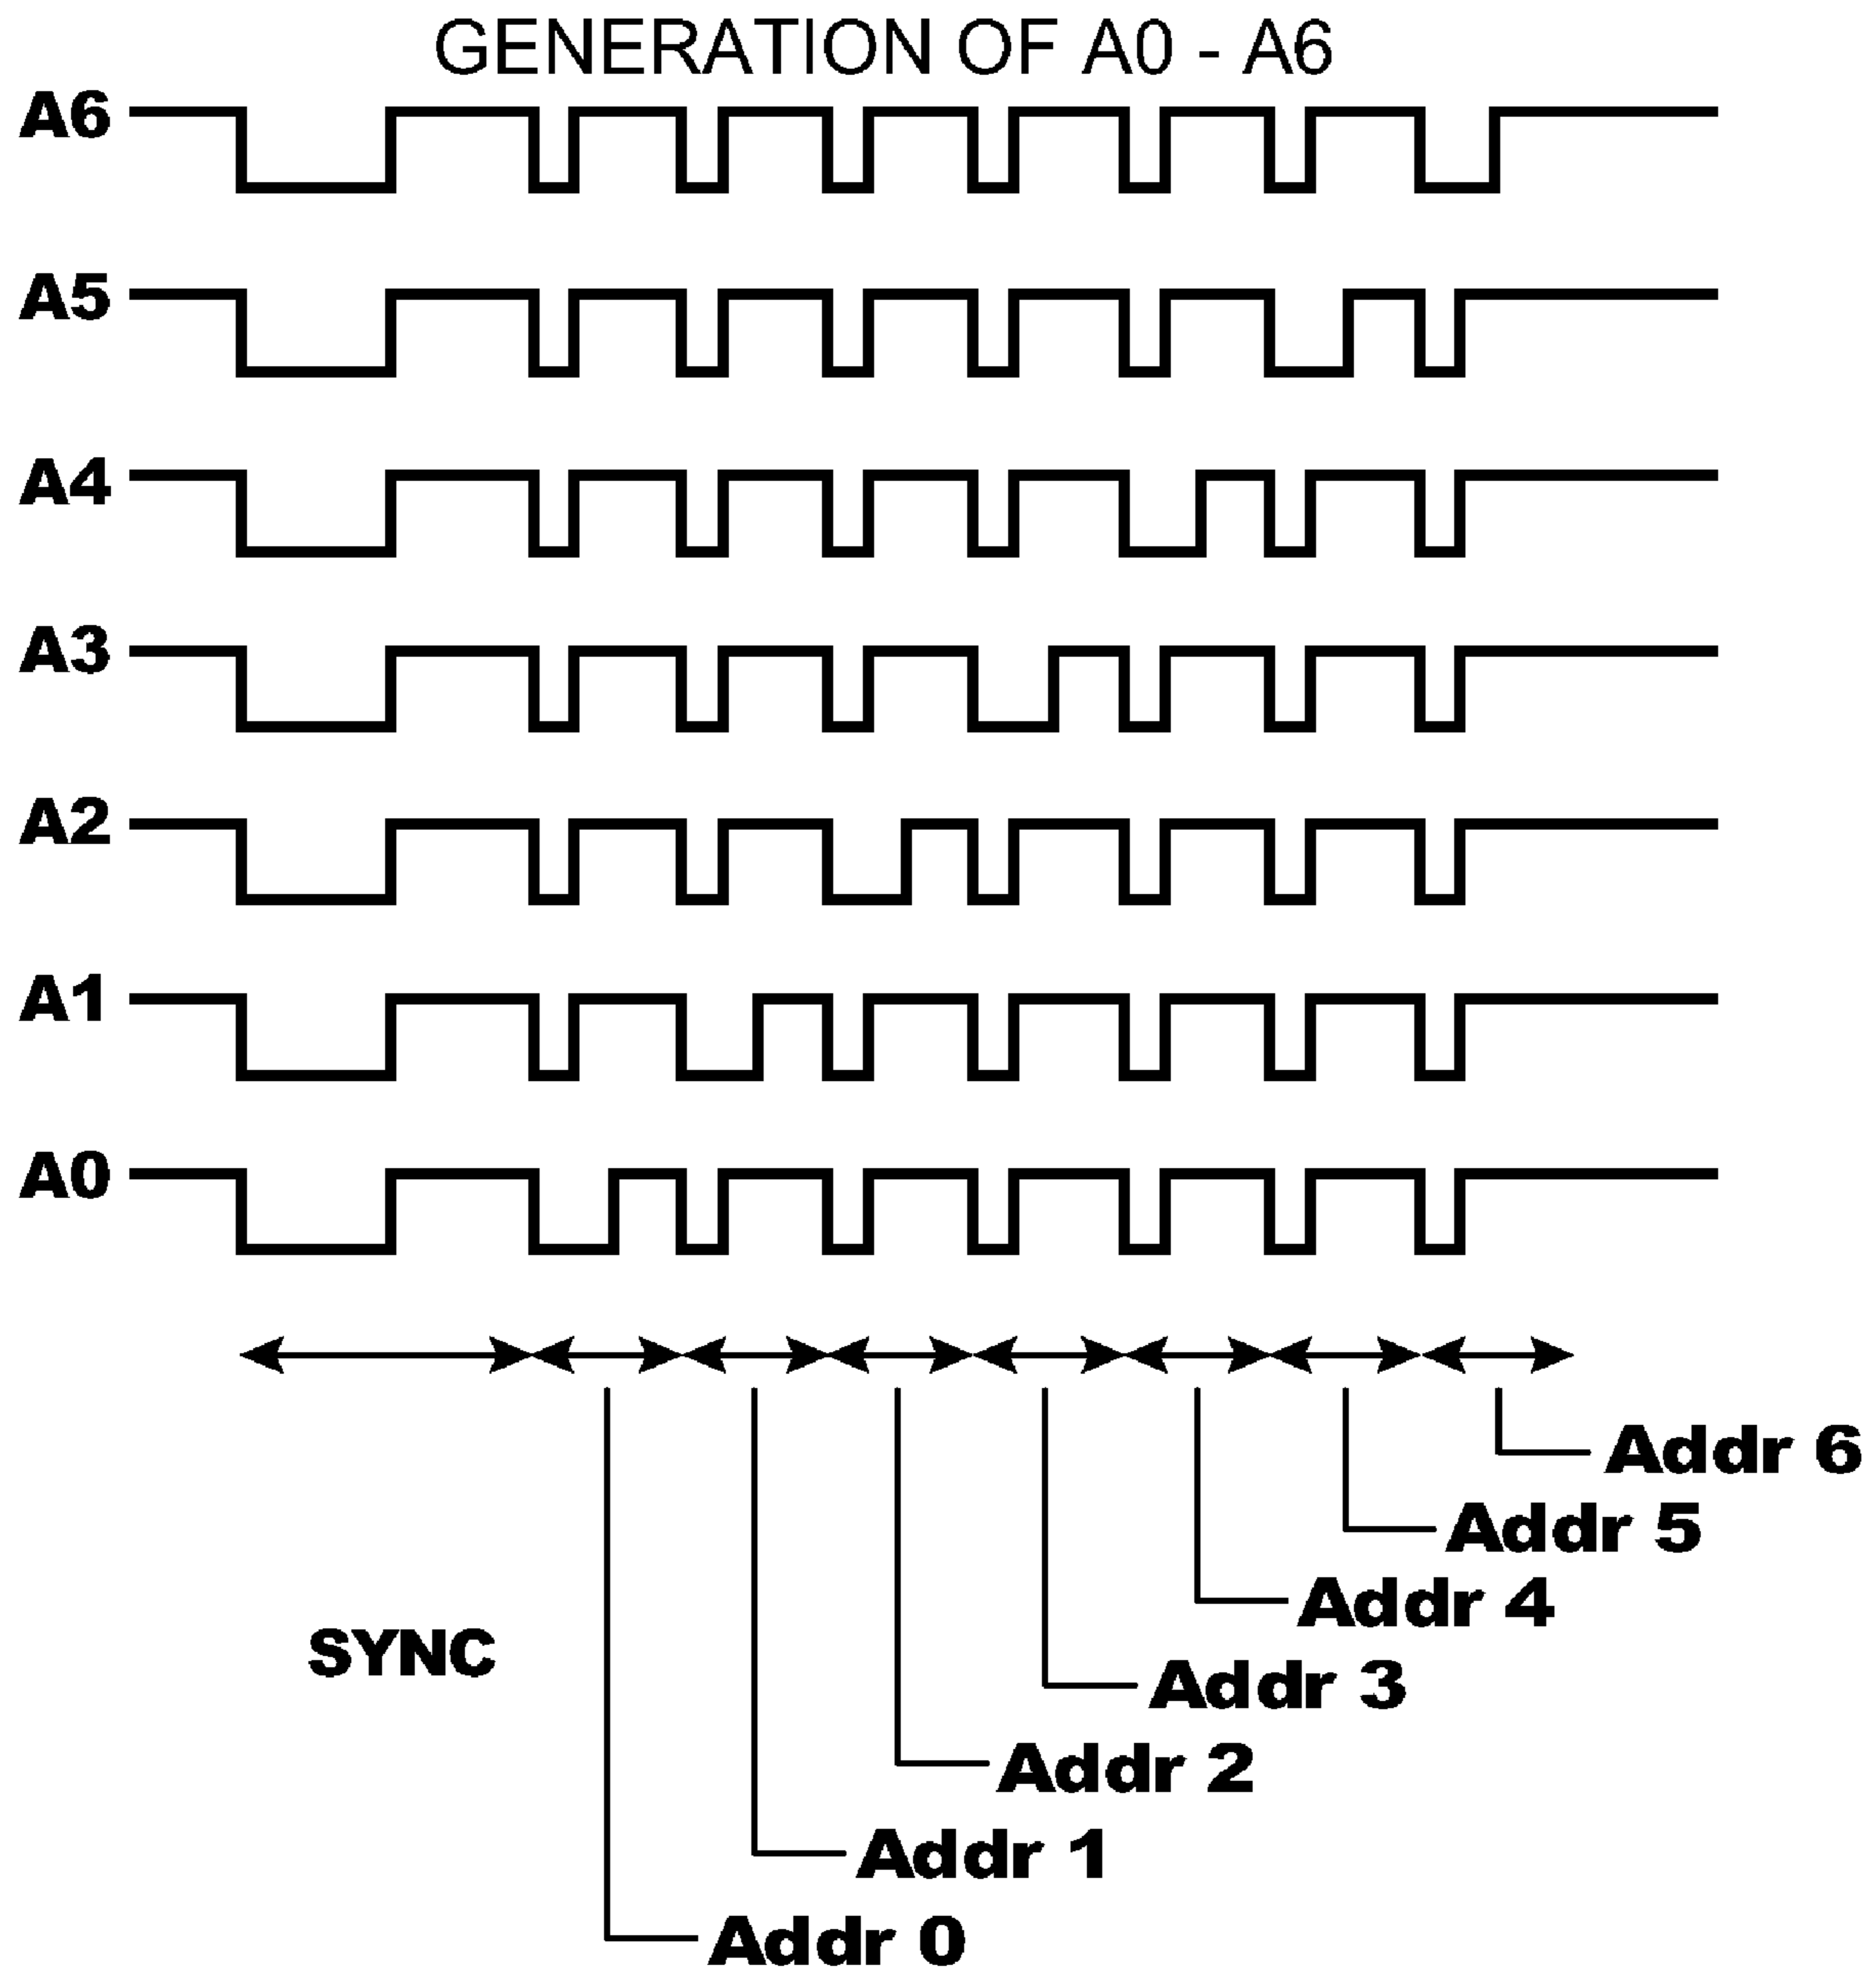 GENERATION OF A0 - A6
A6
A5
A4
A3
A2
A1
A0
Addr 6
Addr 5
Addr 4
SYNC
Addr 3
Addr 2
Addr 1
Addr 0